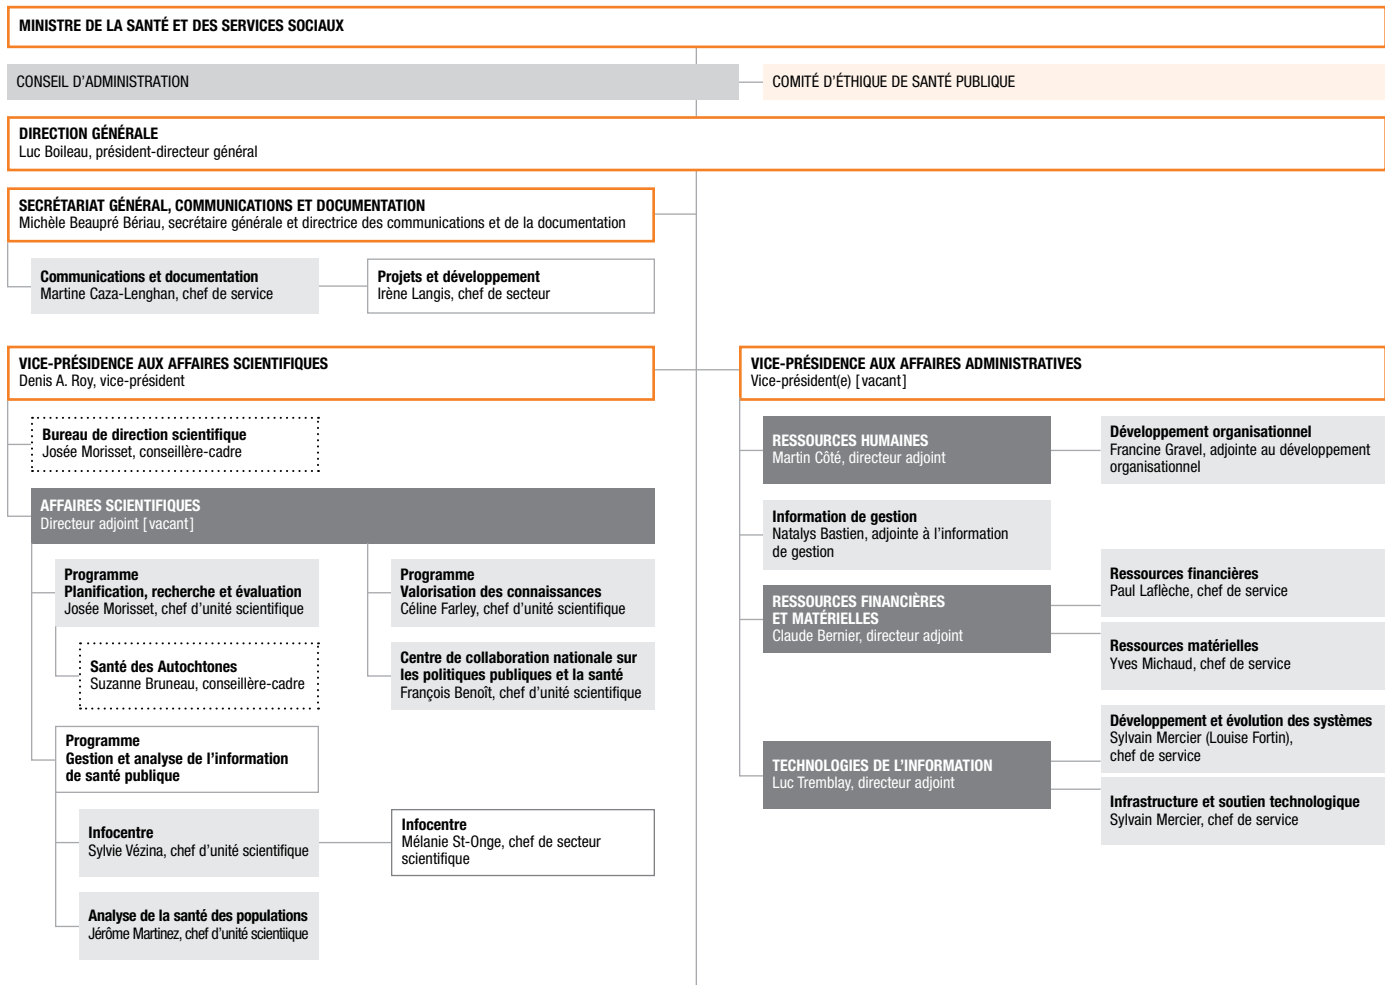 MINISTRE DE LA SANTÉ ET DES SERVICES SOCIAUX
CONSEIL D’ADMINISTRATION
COMITÉ D’ÉTHIQUE DE SANTÉ PUBLIQUE
DIRECTION GÉNÉRALE
Luc Boileau, président-directeur général
SECRÉTARIAT GÉNÉRAL, COMMUNICATIONS ET DOCUMENTATION
Michèle Beaupré Bériau, secrétaire générale et directrice des communications et de la documentation
Communications et documentation
Martine Caza-Lenghan, chef de service
Projets et développement
Irène Langis, chef de secteur
VICE-PRÉSIDENCE AUX AFFAIRES SCIENTIFIQUES
Denis A. Roy, vice-président
Bureau de direction scientifique
Josée Morisset, conseillère-cadre
AFFAIRES SCIENTIFIQUES
Directeur adjoint [vacant]
Programme
Planification, recherche et évaluation
Josée Morisset, chef d’unité scientifique
Santé des Autochtones
Suzanne Bruneau, conseillère-cadre
Programme
Valorisation des connaissances
Céline Farley, chef d’unité scientifique
Centre de collaboration nationale sur
les politiques publiques et la santé
François Benoît, chef d’unité scientifique
Programme
Gestion et analyse de l’information
de santé publique
Infocentre
Sylvie Vézina, chef d’unité scientifique
Infocentre
Mélanie St-Onge, chef de secteur
scientifique
Analyse de la santé des populations
Jérôme Martinez, chef d’unité scientiique
VICE-PRÉSIDENCE AUX AFFAIRES ADMINISTRATIVES
Vice-président(e) [vacant]
RESSOURCES HUMAINES
Martin Côté, directeur adjoint
Développement organisationnel
Francine Gravel, adjointe au développement
organisationnel
Information de gestion
Natalys Bastien, adjointe à l’information
de gestion
RESSOURCES FINANCIÈRES
ET MATÉRIELLES
Claude Bernier, directeur adjoint
Ressources financières
Paul Laflèche, chef de service
Ressources matérielles
Yves Michaud, chef de service
TECHNOLOGIES DE L’INFORMATION
Luc Tremblay, directeur adjoint
Développement et évolution des systèmes
Sylvain Mercier (Louise Fortin),
chef de service
Infrastructure et soutien technologique
Sylvain Mercier, chef de service